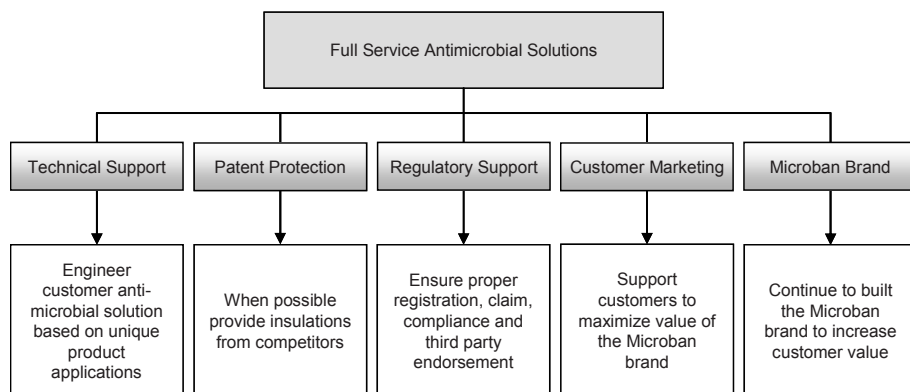 Full Service Antimicrobial Solutions
Technical Support
Patent Protection
Regulatory Support
Customer Marketing
Microban Brand
Engineer
customer anti-
microbial solution
based on unique
product
applications
When possible
provide insulations
from competitors
Ensure proper
registration, claim,
compliance and
third party
endorsement
Support
customers to
maximize value of
the Microban
brand
Continue to built
the Microban
brand to increase
customer value